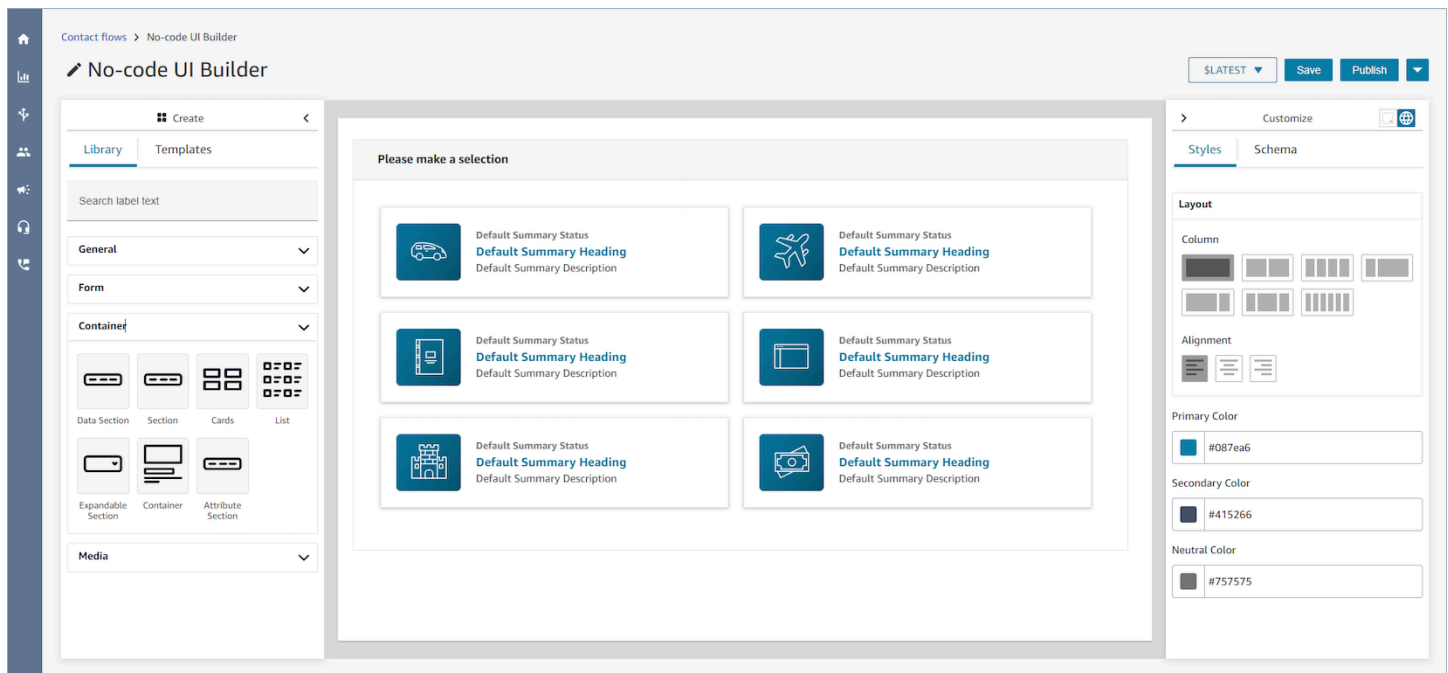 Contact flows > No-code UI Builder
No-code UI Builder
$LATEST
Save
Publish
Create
Library
Templates
Search label text
General
Form
Container
Data Section
Section
Cards
List
Expandable
Section
Container
Attribute
Section
Media
Please make a selection
Default Summary Status
Default Summary Heading
Default Summary Description
Default Summary Status
Default Summary Heading
Default Summary Description
Default Summary Status
Default Summary Heading
Default Summary Description
Default Summary Status
Default Summary Heading
Default Summary Description
Default Summary Status
Default Summary Heading
Default Summary Description
Default Summary Status
Default Summary Heading
Default Summary Description
Customize
Styles
Schema
Layout
Column
Alignment
Primary Color
#087ea6
Secondary Color
#415266
Neutral Color
#757575